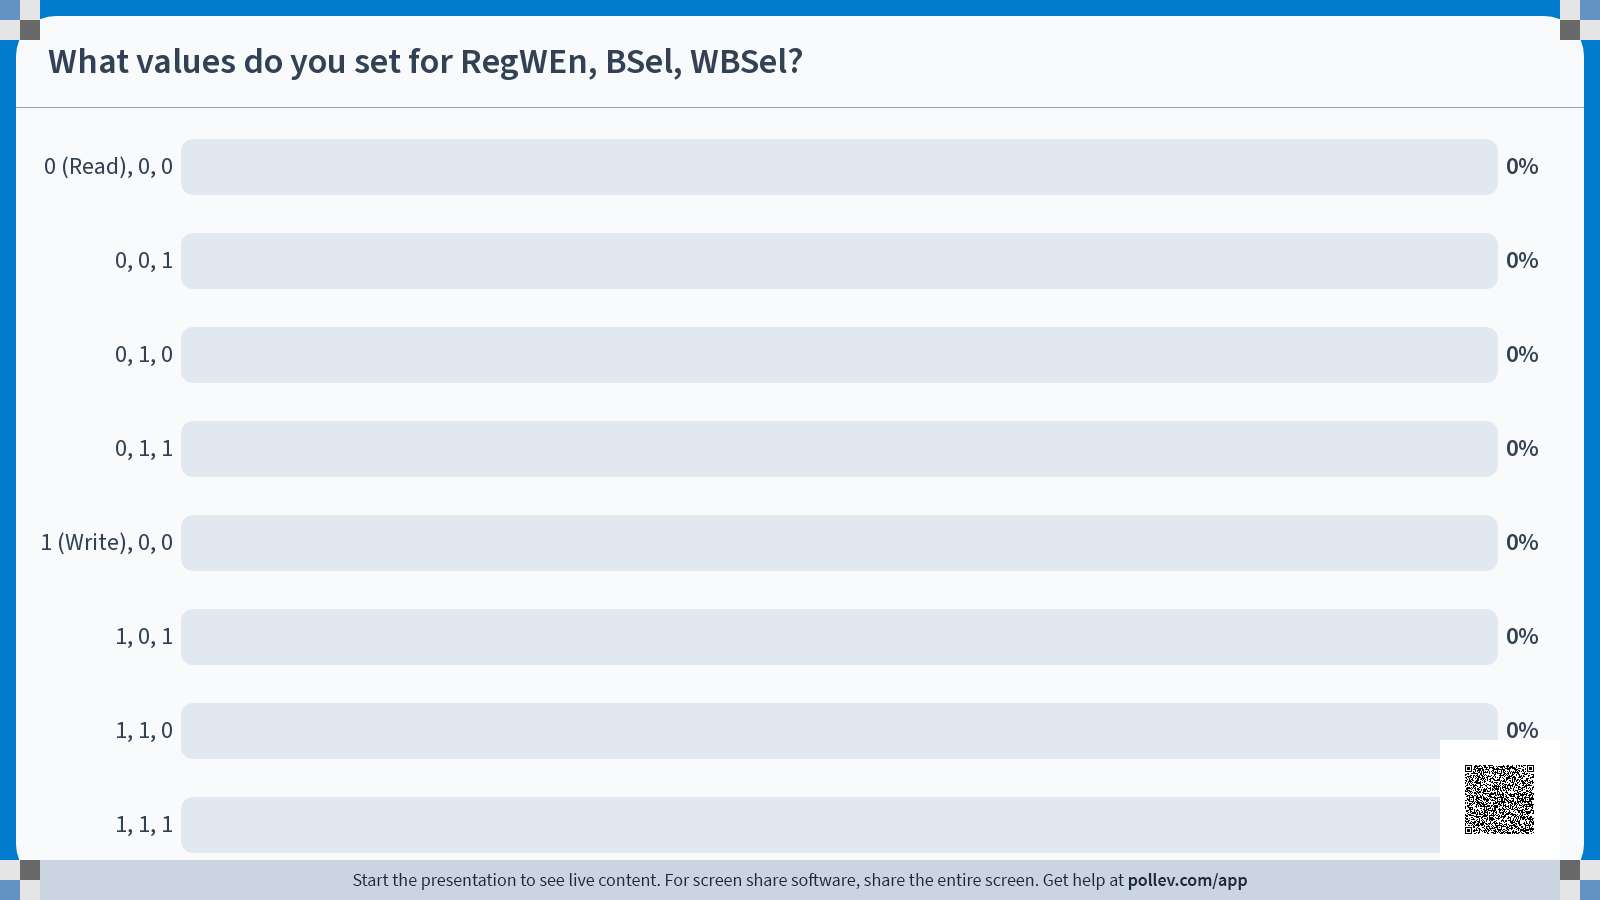 What values do you set for RegWEn, BSel, WBSel?
0 (Read), 0, 0 0%
0, 0, 1 0%
0, 1, 0 0%
0, 1, 1 0%
1 (Write), 0, 0 0%
1, 0, 1 0%
1, 1, 0 0%
1, 1, 1
Start the presentation to see live content. For screen share software, share the entire screen. Get help at pollev.com/app